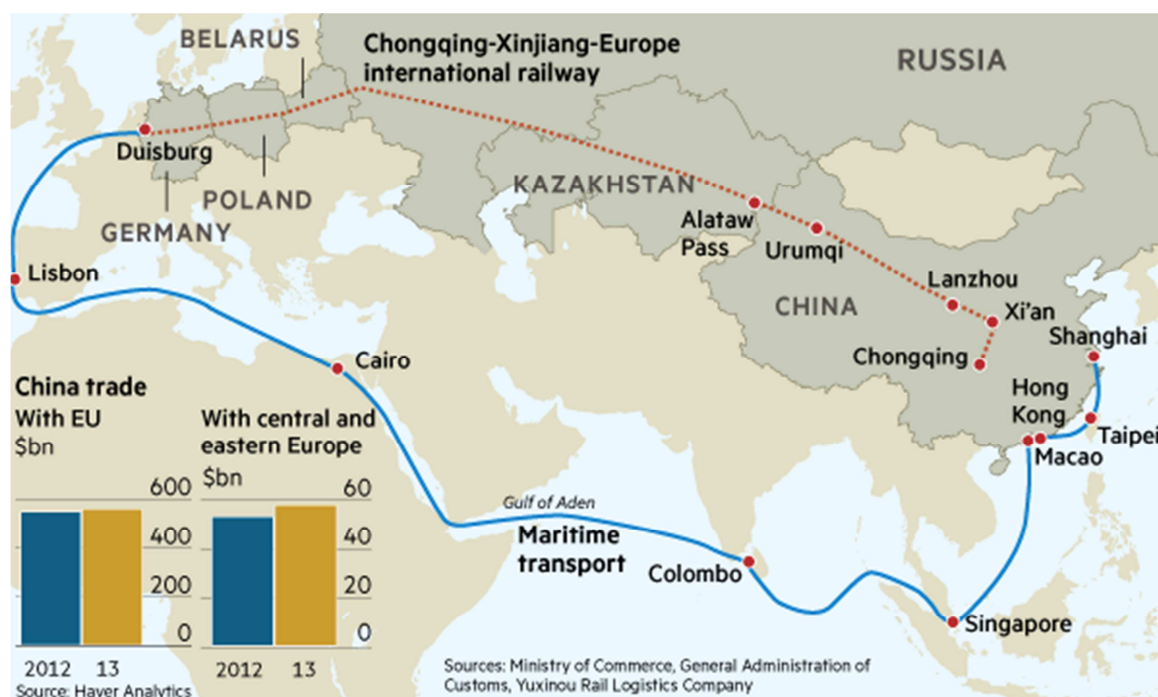 BELARUS
Chongqing-Xinjiang-Europe
international railway
RUSSIA
Duisburg
POLAND
GERMANY
KAZAKHSTAN
Alataw
Pass
Urumqi
Lanzhou
CHINA
Xi'an
Shanghai
Chongqing
Lisbon
Cairo
Hong
Kong
Taipei
Macao
China trade
With EU
$bn
600
400
200
0
2012 13
Source: Haver Analytics
With central and
eastern Europe
$bn
60
40
20
0
2012 13
Gulf of Aden
Maritime
transport
Colombo
Singapore
Sources: Ministry of Commerce, General Administration of
Customs, Yuxinou Rail Logistics Company